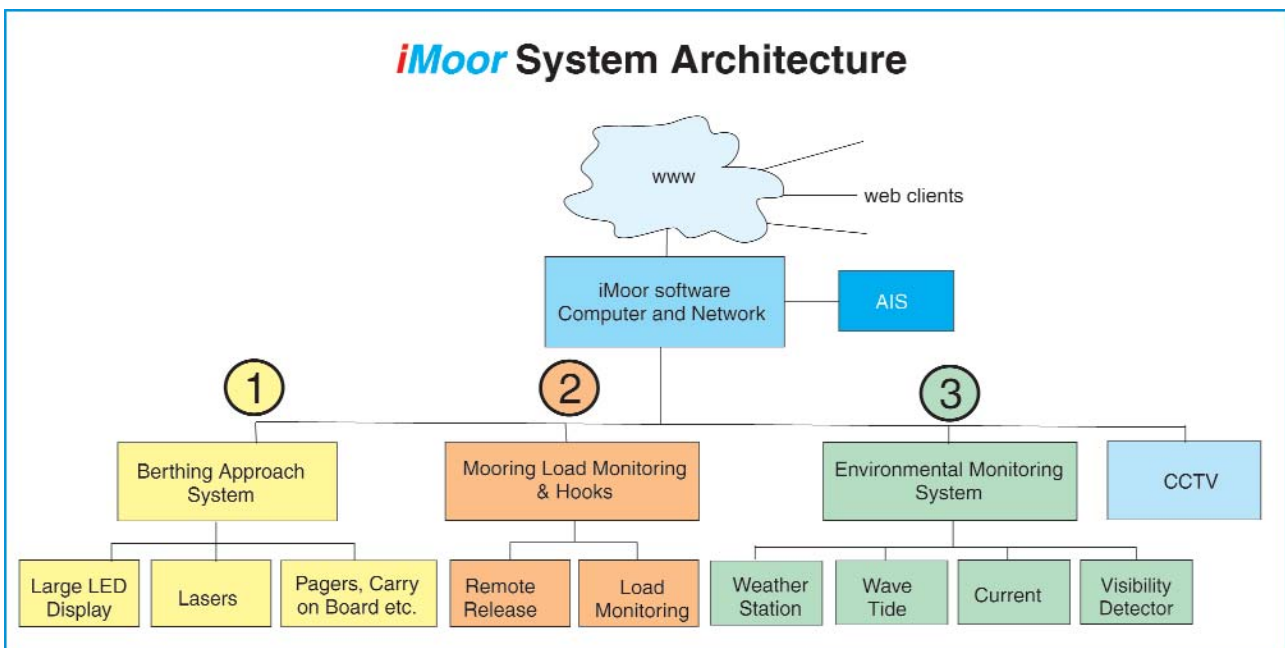 iMoor System Architecture
www
web clients
iMoor software
Computer and Network
AIS
1
2
3
Berthing Approach
System
Mooring Load Monitoring
& Hooks
Environmental Monitoring
System
CCTV
Large LED
Display
Lasers
Pagers, Carry
on Board etc.
Remote
Release
Load
Monitoring
Weather
Station
Wave
Tide
Current
Visibility
Detector